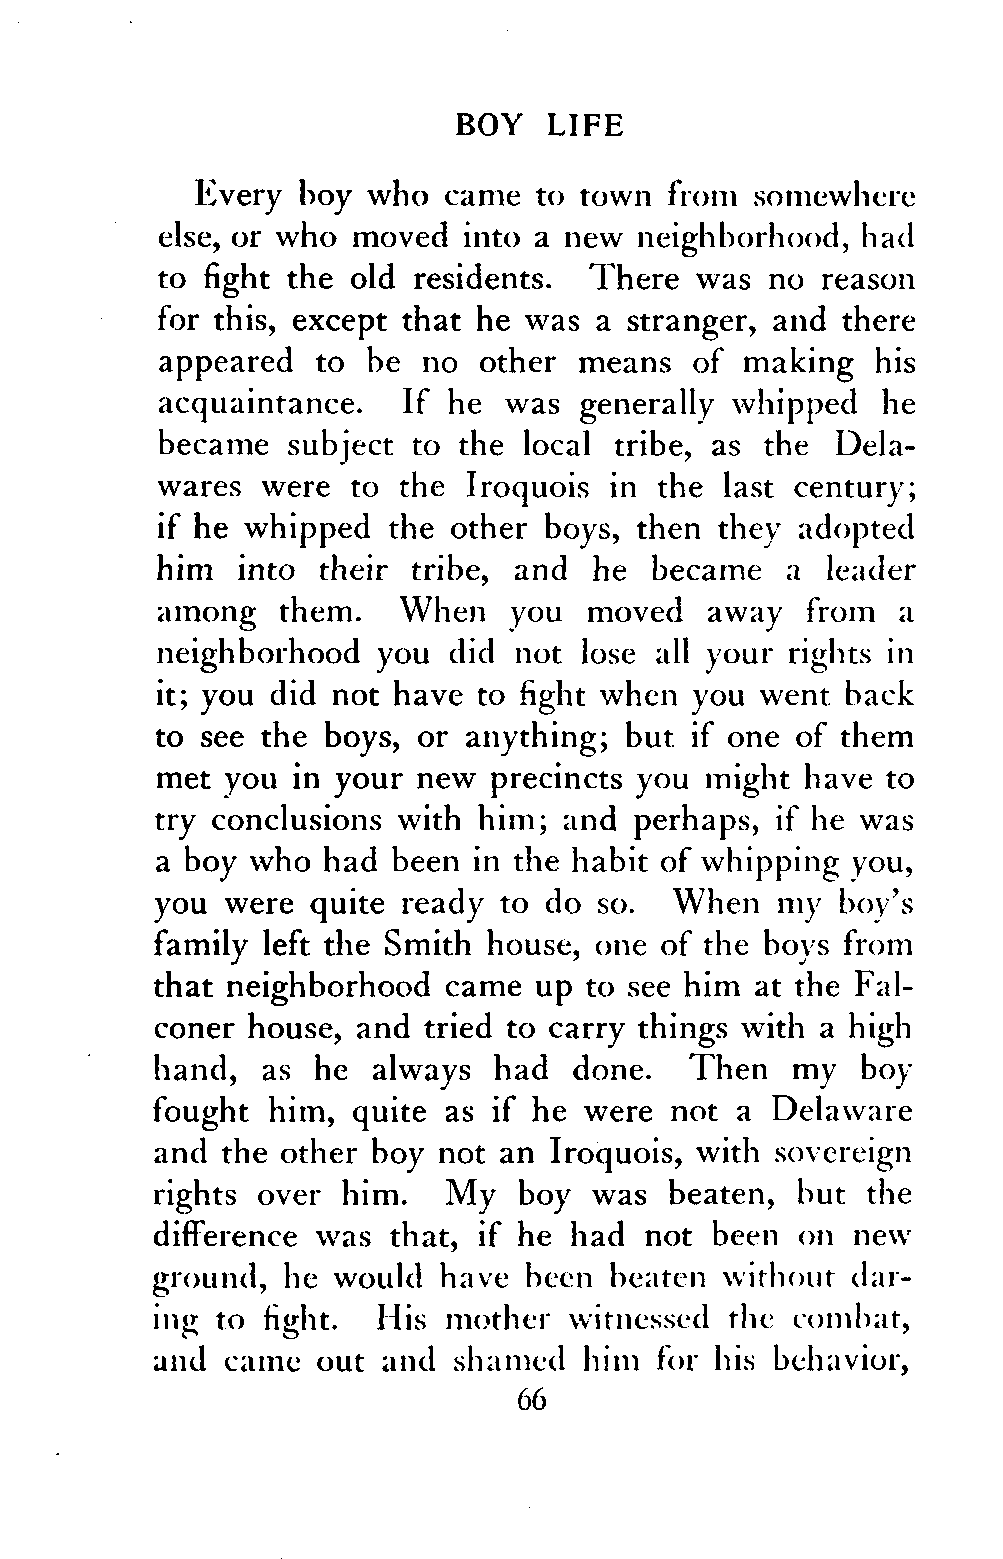 BOY LIFE
Every boy who came to town from somewhere
else, or who moved into a new neighborhood, had
to fight the old residents. There was no reason
for this, except that he was a stranger, and there
appeared to be no other means of making his
acquaintance. If he was generally whipped he
became subject to the local tribe, as the Dela-
wares were to the Iroquois in the last century;
if he whipped the other boys, then they adopted
him into their tribe, and he became a leader
among them. When you moved away from a
neighborhood you did not lose all your rights in
it; you did not have to fight when you went back
to see the boys, or anything; but if one of them
met you in your new precincts you might have to
try conclusions with him; and perhaps, if he was
a boy who had been in the habit of whipping you,
you were quite ready to do so. When my boy's
family left the Smith house, one of the boys from
that neighborhood came up to see him at the Fal-
coner house, and tried to carry things with a high
hand, as he always had done. Then my boy
fought him, quite as if he were not a Delaware
and the other boy not an Iroquois, with sovereign
rights over him. My boy was beaten, but the
difference was that, if he had not been on new
ground, he would have been beaten without dar-
ing to fight. His mother witnessed the combat,
and came out and shamed him for his behavior,
66